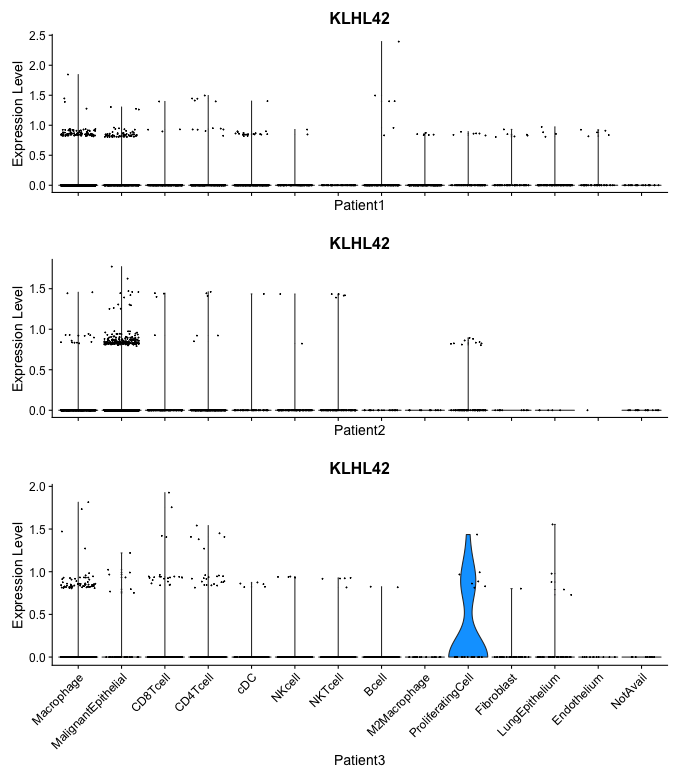 KLHL42
Expression Level
2.5
2.0
1.5
1.0
0.5
0.0
Patient1
KLHL42
Expression Level
1.5
1.0
0.5
0.0
Patient2
KLHL42
Expression Level
2.0
1.5
1.0
0.5
0.0
Macrophage
MalignantEpithelial
CD8Tcell
CD4Tcell
cDC
NKcell
NKTcell
Bcell
M2Macrophage
ProliferatingCell
Fibroblast
LungEpithelium
Endothelium
NotAvail
Patient3